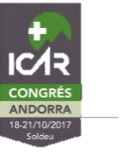 ICAR
CONGRÉS
ANDORRA
18-21/10/2017
Soldeu